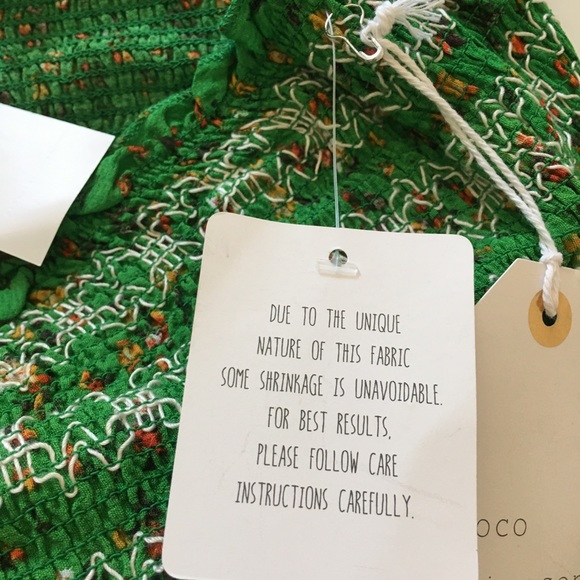 DUE TO THE UNIQUE
NATURE OF THIS FABRIC
SOME SHRINKAGE IS UNAVOIDABLE.
FOR BEST RESULTS,
PLEASE FOLLOW CARE
INSTRUCTIONS CAREFULLY.
OCO